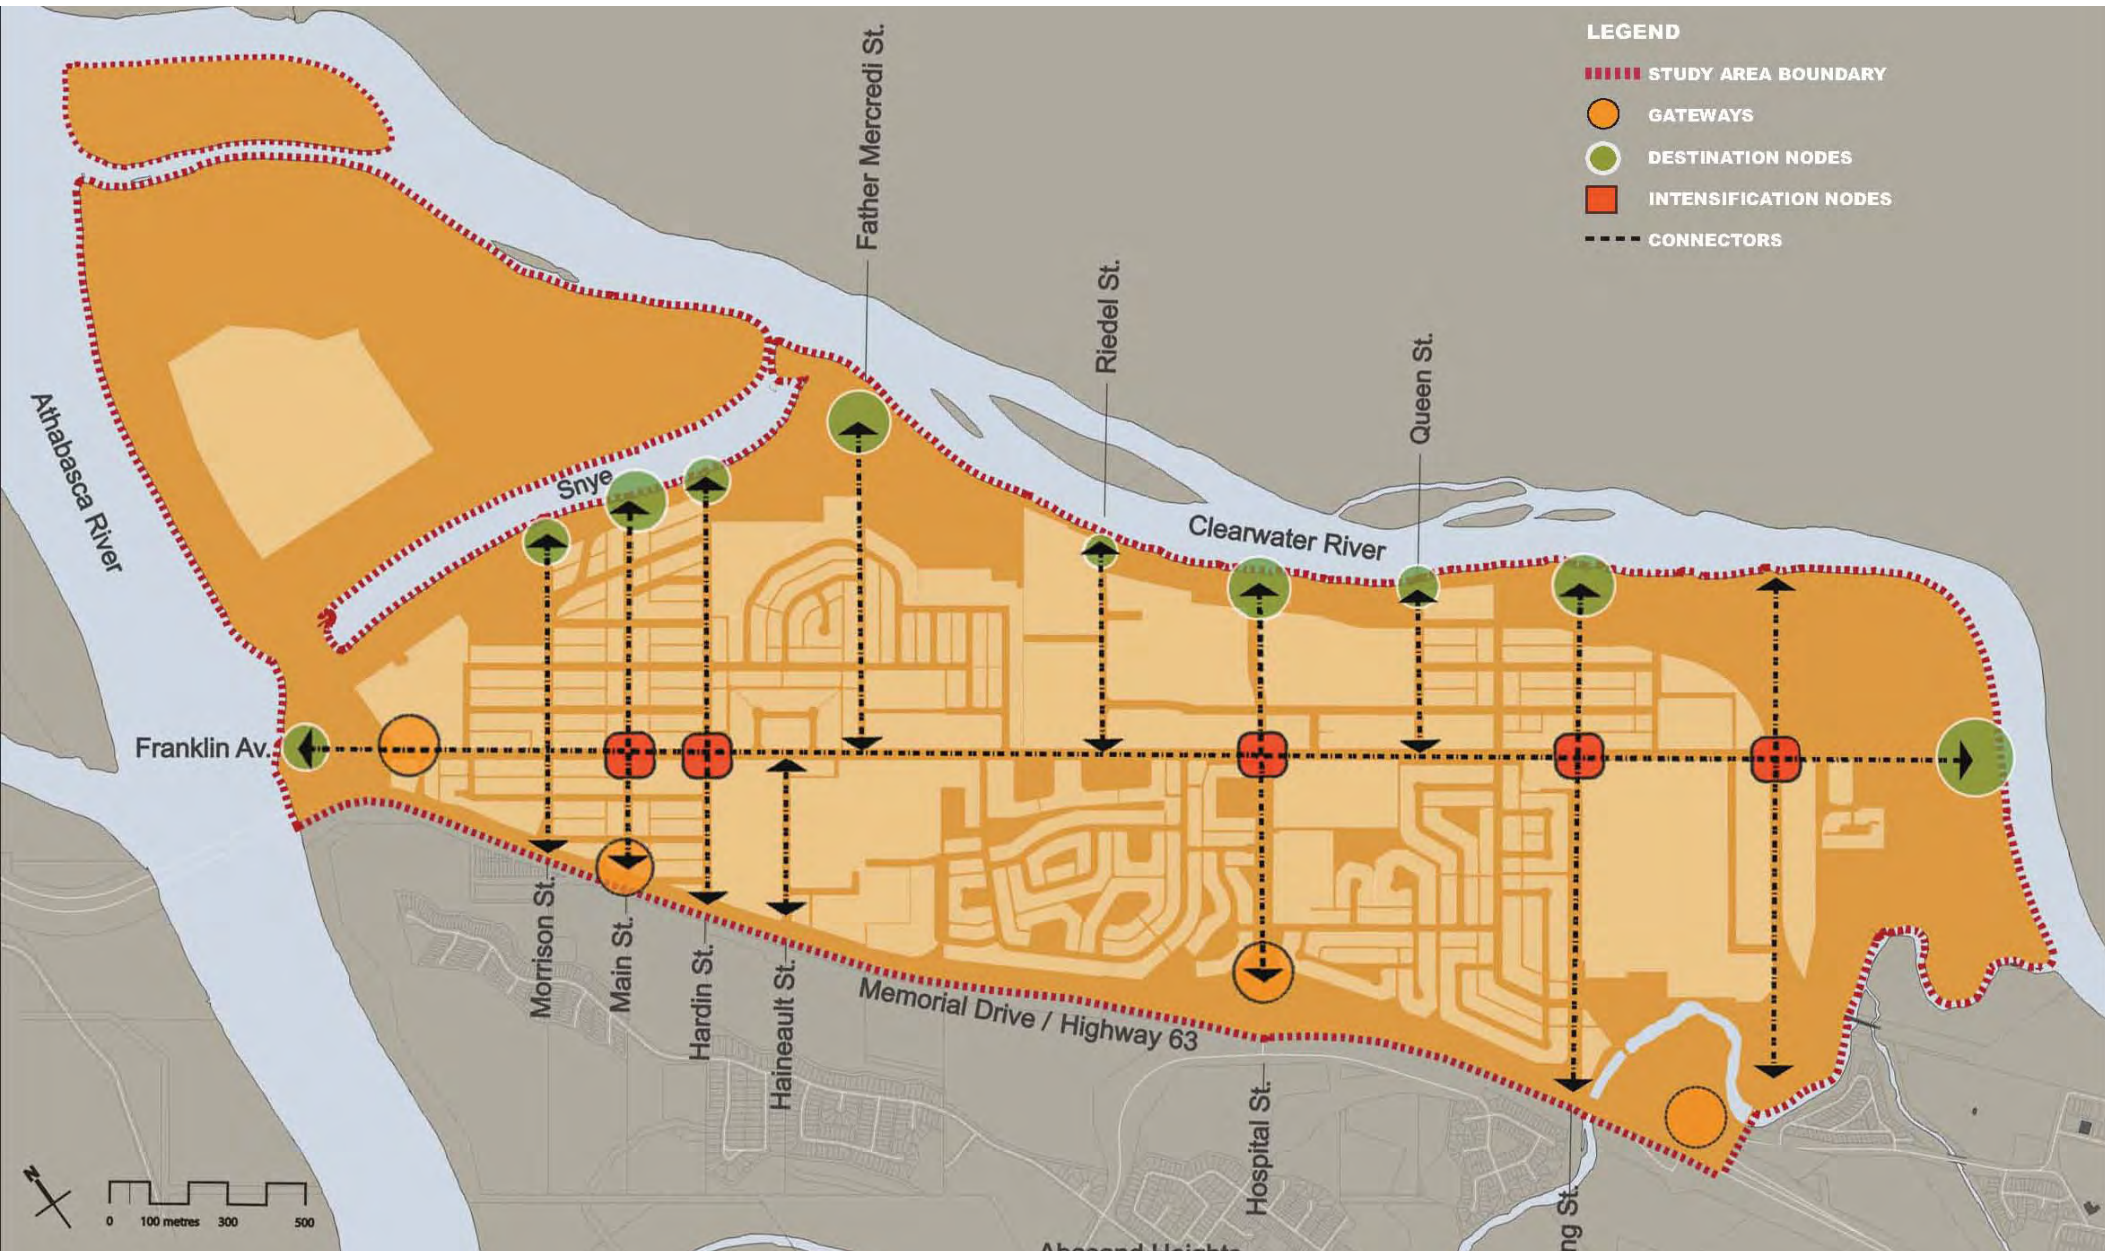 LEGEND
STUDY AREA BOUNDARY
GATEWAYS
DESTINATION NODES
INTENSIFICATION NODES
CONNECTORS
Father Mercredi St.
Riedel St.
Queen St.
Athabasca River
Snye
Clearwater River
Franklin Av.
Morrison St.
Main St.
Hardin St.
Haineault St.
Memorial Drive / Highway 63
Hospital St.
ng St.
N
0 100 metres 300 500